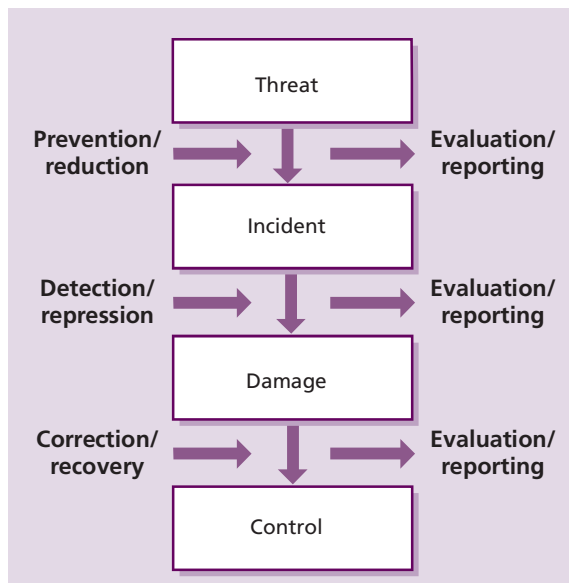 Threat
Prevention/
reduction
Evaluation/
reporting
Incident
Detection/
repression
Evaluation/
reporting
Damage
Correction/
recovery
Evaluation/
reporting
Control